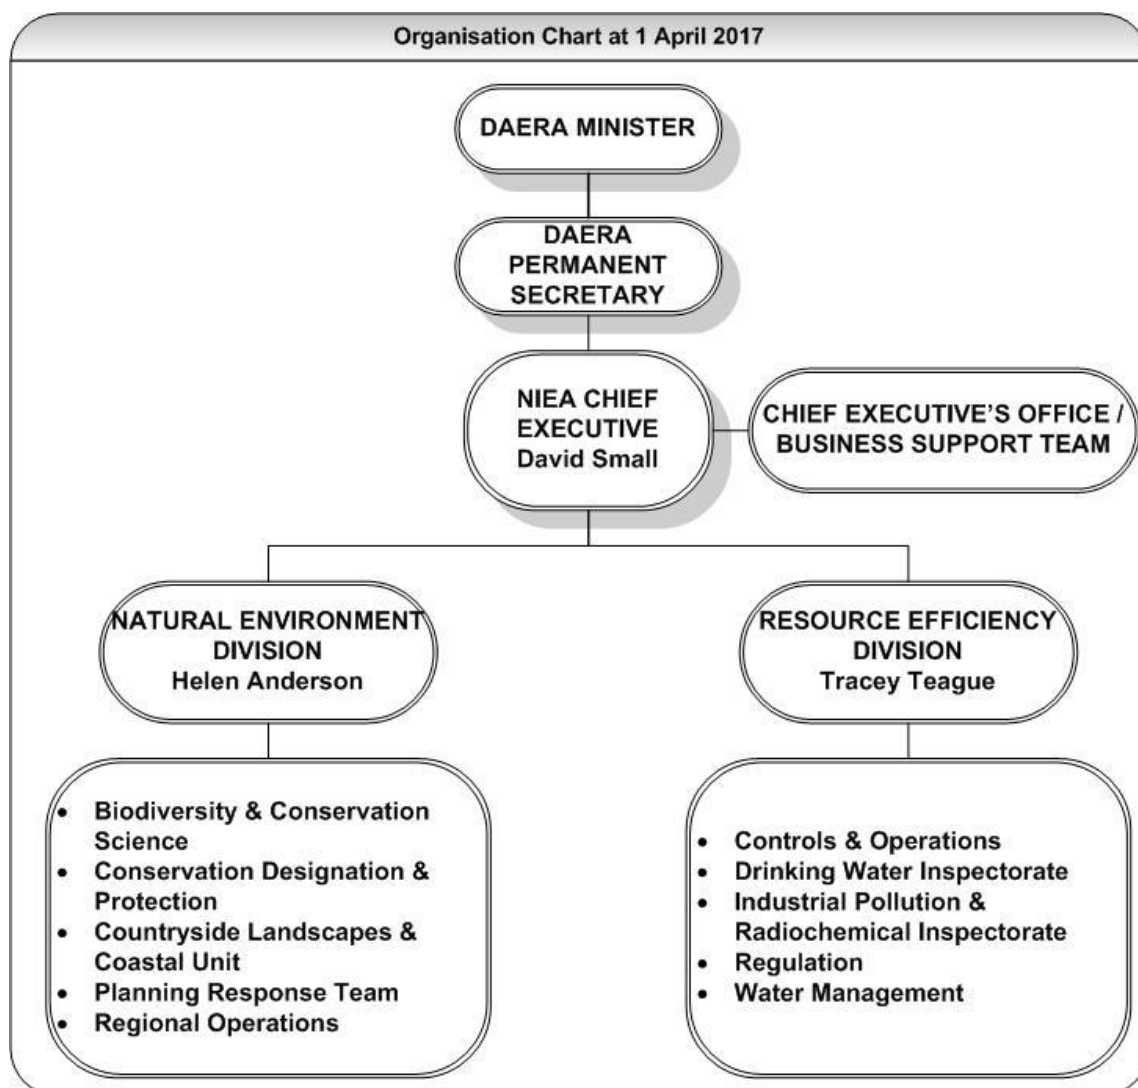 Organisation Chart at 1 April 2017
DAERA MINISTER
DAERA
PERMANENT
SECRETARY
NIEA CHIEF
EXECUTIVE
David Small
CHIEF EXECUTIVE'S OFFICE /
BUSINESS SUPPORT TEAM
NATURAL ENVIRONMENT
DIVISION
Helen Anderson
RESOURCE EFFICIENCY
DIVISION
Tracey Teague
• Biodiversity & Conservation
Science
• Conservation Designation &
Protection
• Countryside Landscapes &
Coastal Unit
• Planning Response Team
• Regional Operations
• Controls & Operations
• Drinking Water Inspectorate
• Industrial Pollution &
Radiochemical Inspectorate
• Regulation
• Water Management